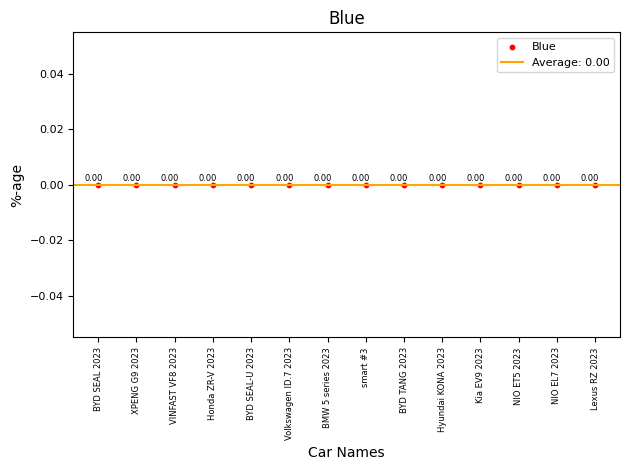 Blue
Blue
Average: 0.00
%-age
0.04
0.02
0.00
−0.02
−0.04
0.00 0.00 0.00 0.00 0.00 0.00 0.00 0.00 0.00 0.00 0.00 0.00 0.00 0.00
BYD SEAL 2023
XPENG G9 2023
VINFAST VF8 2023
Honda ZR-V 2023
BYD SEAL-U 2023
Volkswagen ID.7 2023
BMW 5 series 2023
smart #3
BYD TANG 2023
Hyundai KONA 2023
Kia EV9 2023
NIO ET5 2023
NIO EL7 2023
Lexus RZ 2023
Car Names